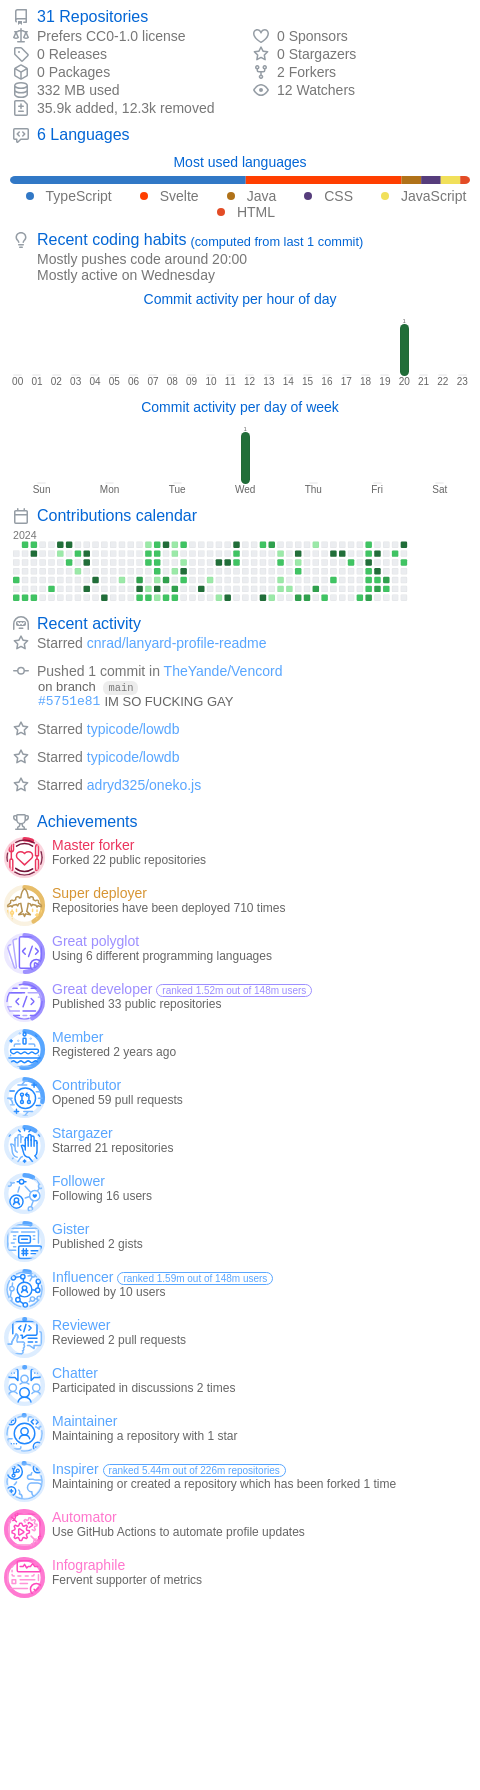 31 Repositories
Prefers CC0-1.0 license
0 Sponsors
0 Releases
0 Stargazers
0 Packages
2 Forkers
332 MB used
12 Watchers
35.9k added, 12.3k removed
6 Languages
Most used languages
TypeScript Svelte Java CSS JavaScript
HTML
Recent coding habits (computed from last 1 commit)
Mostly pushes code around 20:00
Mostly active on Wednesday
Commit activity per hour of day
1
00 01 02 03 04 05 06 07 08 09 10 11 12 13 14 15 16 17 18 19 20 21 22 23
Commit activity per day of week
1
Sun Mon Tue Wed Thu Fri Sat
Contributions calendar
2024
Recent activity
Starred cnrad/lanyard-profile-readme
Pushed 1 commit in TheYande/Vencord
on branch main
#5751e81 IM SO FUCKING GAY
Starred typicode/lowdb
Starred typicode/lowdb
Starred adryd325/oneko.js
Achievements
Master forker
Forked 22 public repositories
Super deployer
Repositories have been deployed 710 times
Great polyglot
Using 6 different programming languages
Great developer ranked 1.52m out of 148m users
Published 33 public repositories
Member
Registered 2 years ago
Contributor
Opened 59 pull requests
Stargazer
Starred 21 repositories
Follower
Following 16 users
Gister
Published 2 gists
Influencer ranked 1.59m out of 148m users
Followed by 10 users
Reviewer
Reviewed 2 pull requests
Chatter
Participated in discussions 2 times
Maintainer
Maintaining a repository with 1 star
Inspirer ranked 5.44m out of 226m repositories
Maintaining or created a repository which has been forked 1 time
Automator
Use GitHub Actions to automate profile updates
Infographile
Fervent supporter of metrics